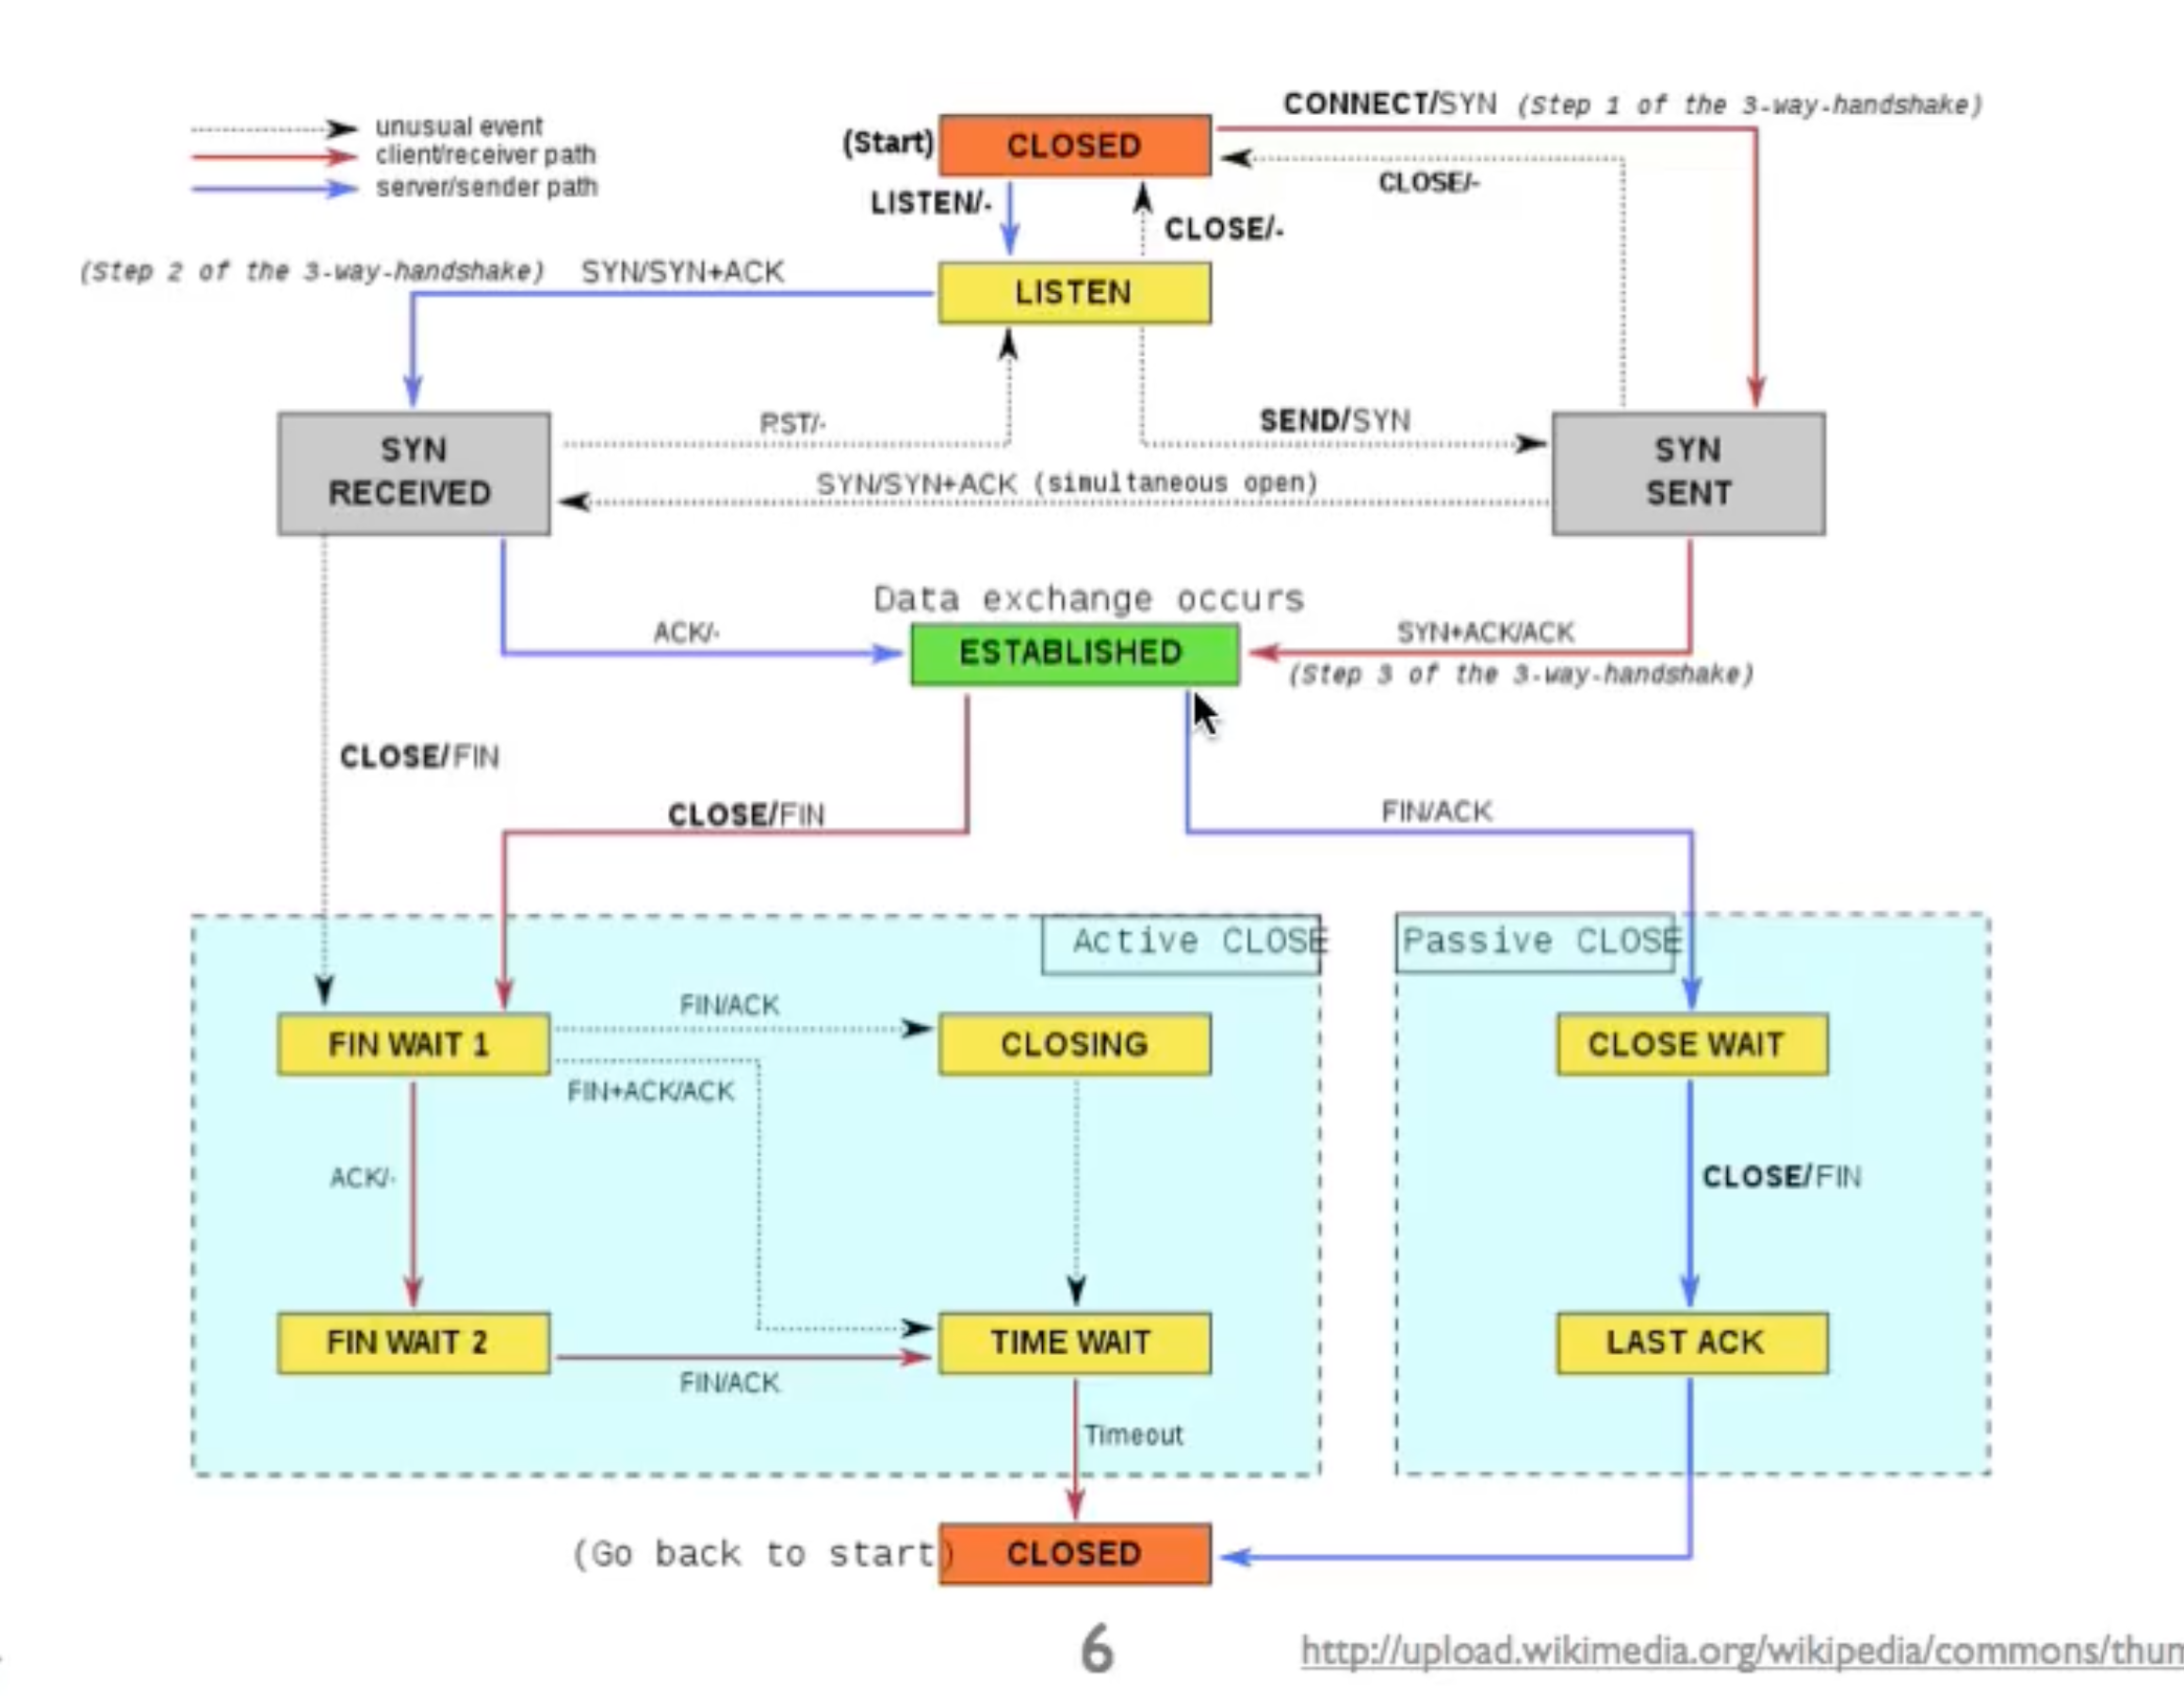 CONNECT/SYN (Step 1 of the 3-way-handshake)
unusual event
client/receiver path
server/sender path
(Start)
CLOSED
CLOSE/-
LISTEN/-
CLOSE/-
(Step 2 of the 3-way-handshake) SYN/SYN+ACK
LISTEN
RST/-
SEND/SYN
SYN
RECEIVED
SYN/SYN+ACK (simultaneous open)
SYN
SENT
Data exchange occurs
ACK/-
ESTABLISHED
SYN+ACK/ACK
(Step 3 of the 3-way-handshake)
CLOSE/FIN
CLOSE/FIN
FIN/ACK
Active CLOSE
Passive CLOSE
FIN WAIT 1
FIN/ACK
CLOSING
CLOSE WAIT
FIN+ACK/ACK
ACK/-
CLOSE/FIN
FIN WAIT 2
TIME WAIT
LAST ACK
FIN/ACK
Timeout
(Go back to start)
CLOSED
6
http://upload.wikimedia.org/wikipedia/commons/thum